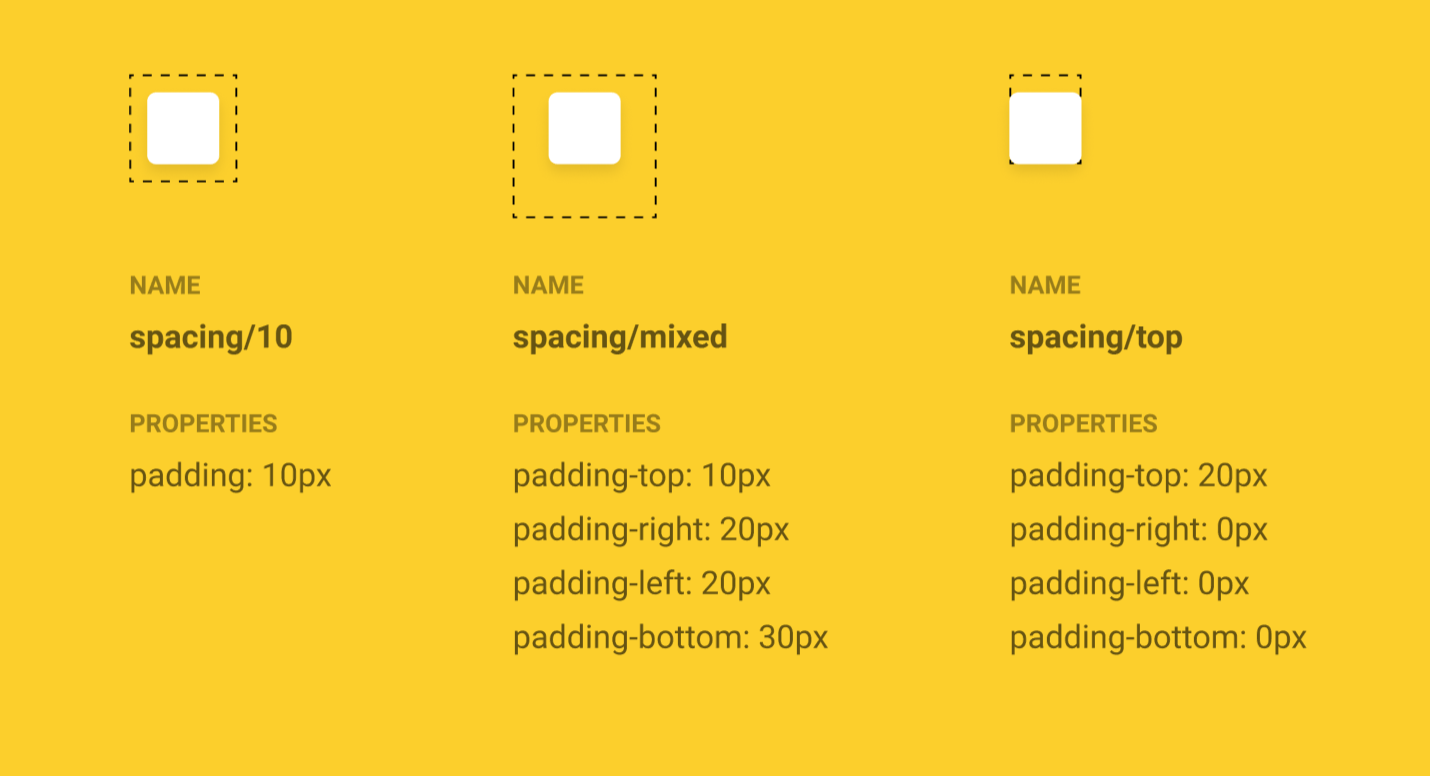 NAME
spacing/10
PROPERTIES
padding: 10px
NAME
spacing/mixed
PROPERTIES
padding-top: 10px
padding-right: 20px
padding-left: 20px
padding-bottom: 30px
NAME
spacing/top
PROPERTIES
padding-top: 20px
padding-right: 0px
padding-left: 0px
padding-bottom: 0px